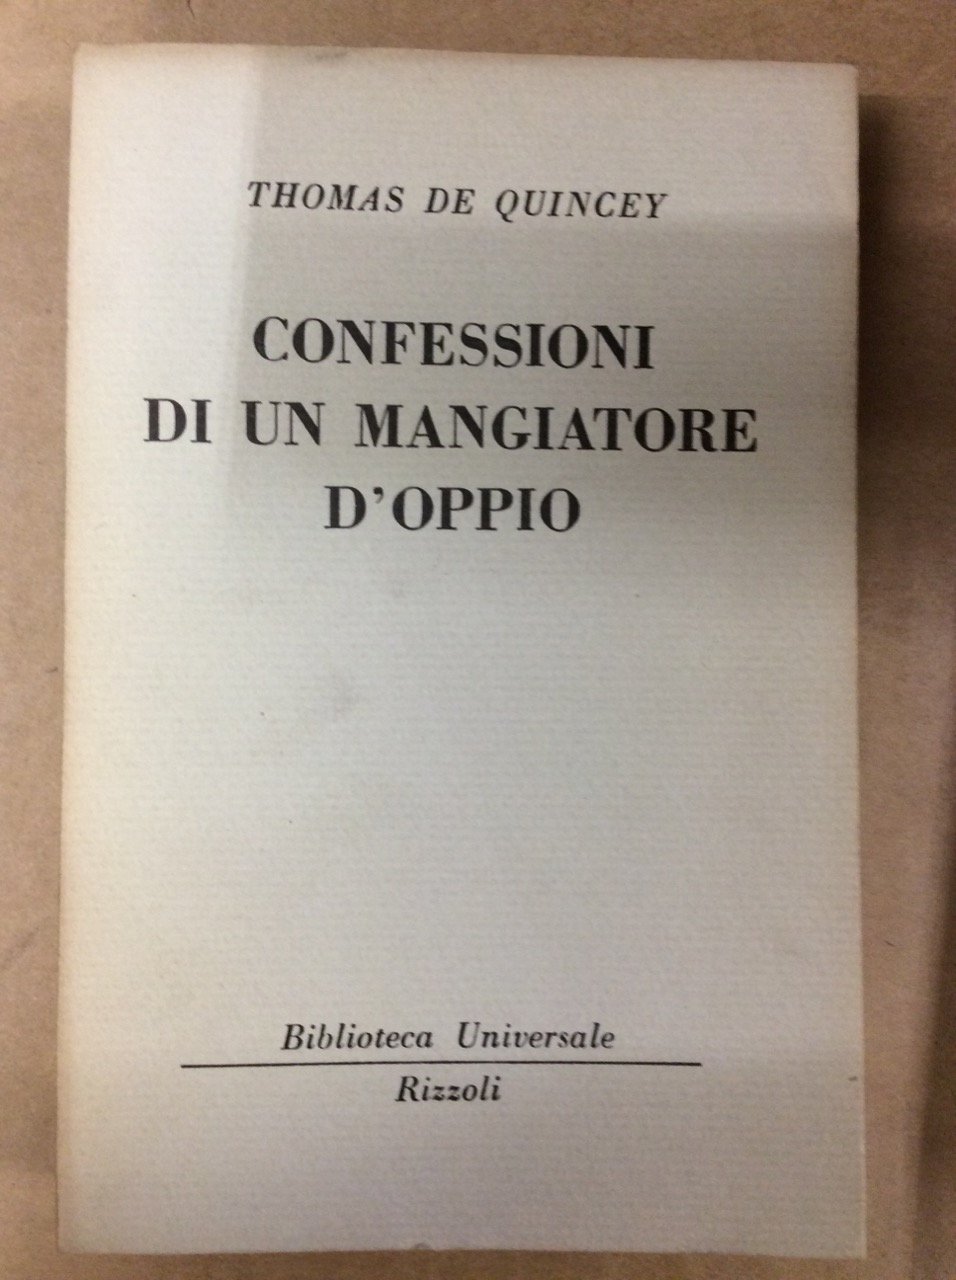 THOMAS DE QUINCEY
CONFESSIONI
DI UN MANGIATORE
D'OPPIO
Biblioteca Universale
Rizzoli